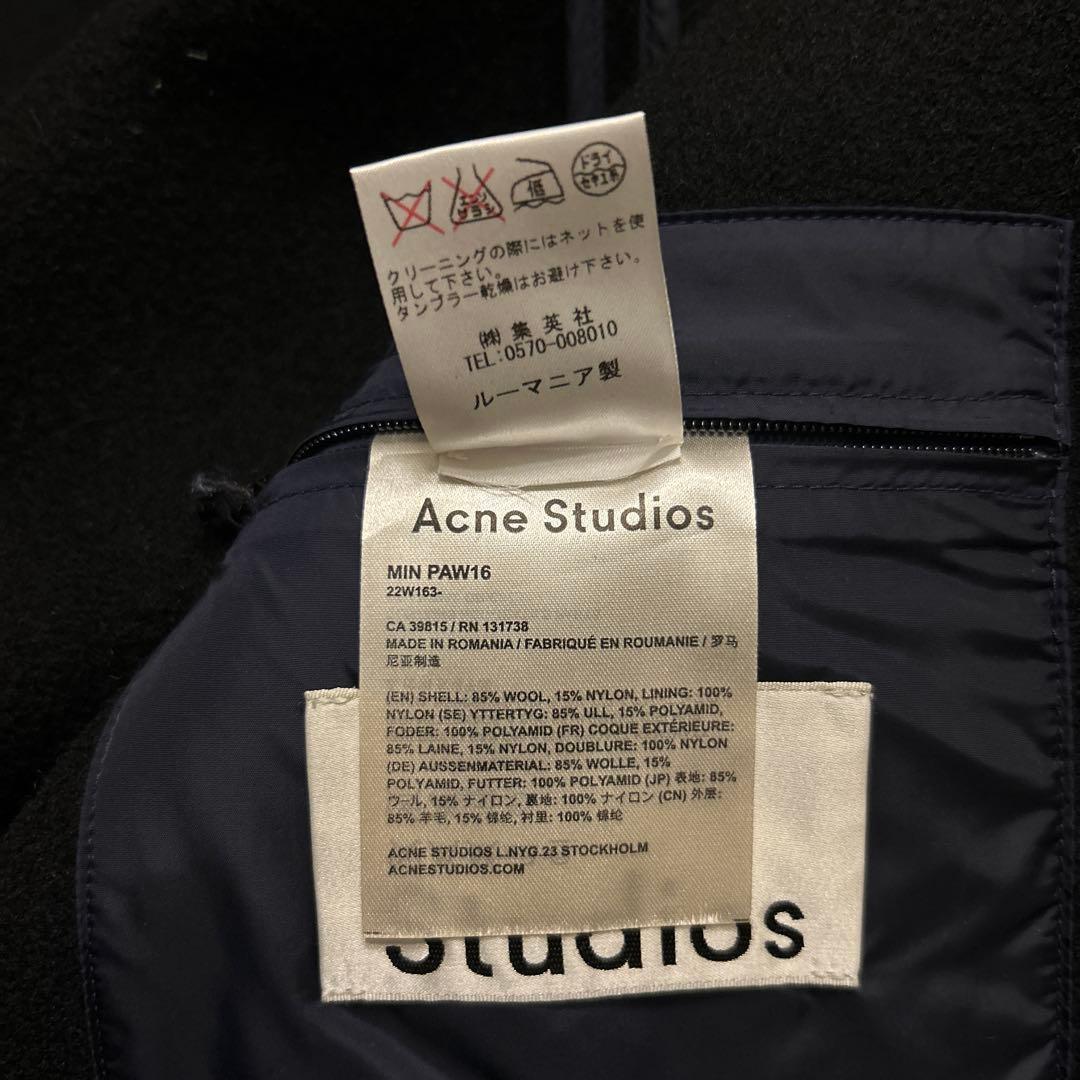 エンソ
サラシ
低
ドライ
セキユ系
クリーニングの際にはネットを使
用して下さい。
タンブラー乾燥はお避け下さい。
㈱集英社
TEL:0570-008010
ルーマニア製
Acne Studios
MIN PAW16
22W163-
CA 39815 / RN 131738
MADE IN ROMANIA / FABRIQUÉ EN ROUMANIE / 罗马
尼亚制造
(EN) SHELL: 85% WOOL, 15% NYLON, LINING: 100%
NYLON (SE) YTTERTYG: 85% ULL, 15% POLYAMID,
FODER: 100% POLYAMID (FR) COQUE EXTÉRIEURE:
85% LAINE, 15% NYLON, DOUBLURE: 100% NYLON
(DE) AUSSENMATERIAL: 85% WOLLE, 15%
POLYAMID, FUTTER: 100% POLYAMID (JP) 表地: 85%
ウール, 15% ナイロン, 裏地: 100% ナイロン (CN) 外层:
85% 羊毛, 15% 锦纶, 衬里: 100% 锦纶
ACNE STUDIOS L.NYG.23 STOCKHOLM
ACNESTUDIOS.COM
Studios